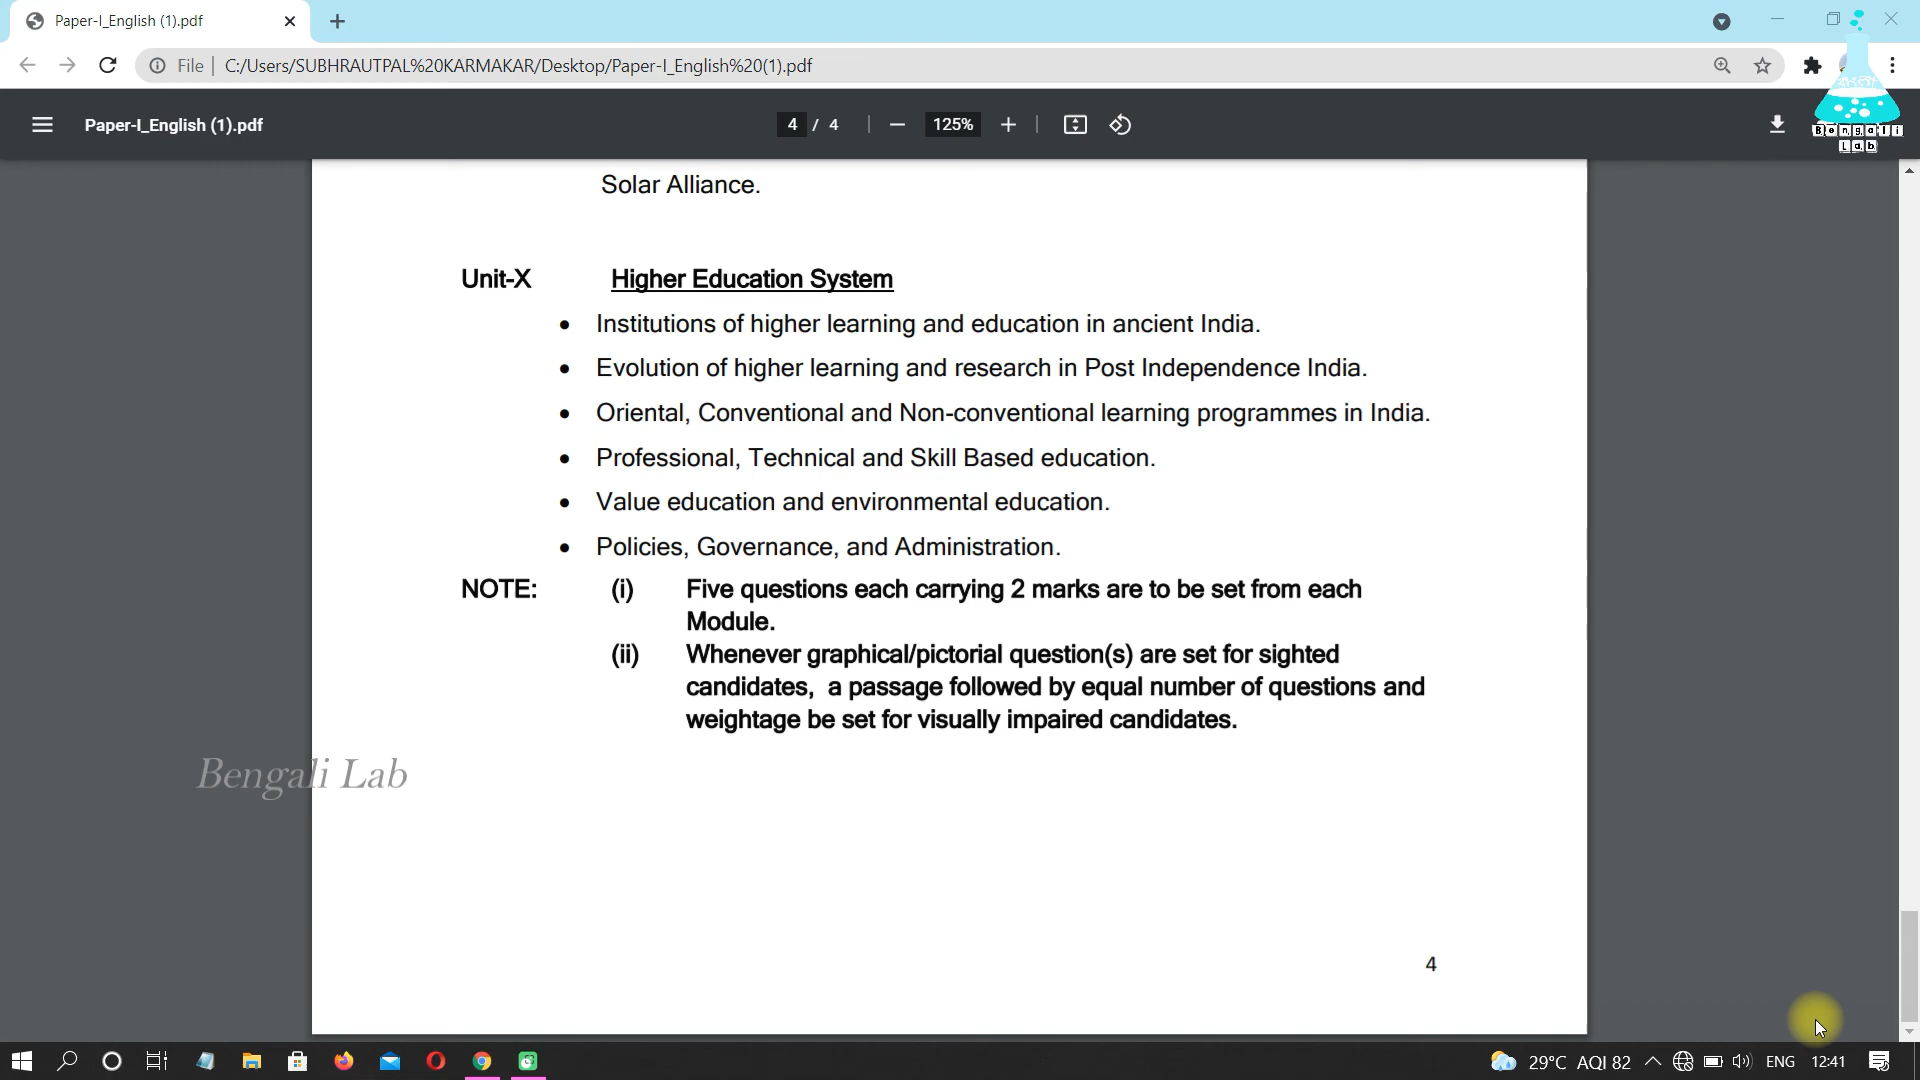 Paper-I_English (1).pdf
File | C:/Users/SUBHRAUTPAL%20KARMAKAR/Desktop/Paper-I_English%20(1).pdf
Paper-I_English (1).pdf
4 / 4
125%
Bengali
Lab
Solar Alliance.
Unit-X Higher Education System
• Institutions of higher learning and education in ancient India.
• Evolution of higher learning and research in Post Independence India.
• Oriental, Conventional and Non-conventional learning programmes in India.
• Professional, Technical and Skill Based education.
• Value education and environmental education.
• Policies, Governance, and Administration.
NOTE: (i) Five questions each carrying 2 marks are to be set from each
Module.
(ii) Whenever graphical/pictorial question(s) are set for sighted
candidates, a passage followed by equal number of questions and
weightage be set for visually impaired candidates.
Bengali Lab
4
29°C AQI 82 ENG 12:41